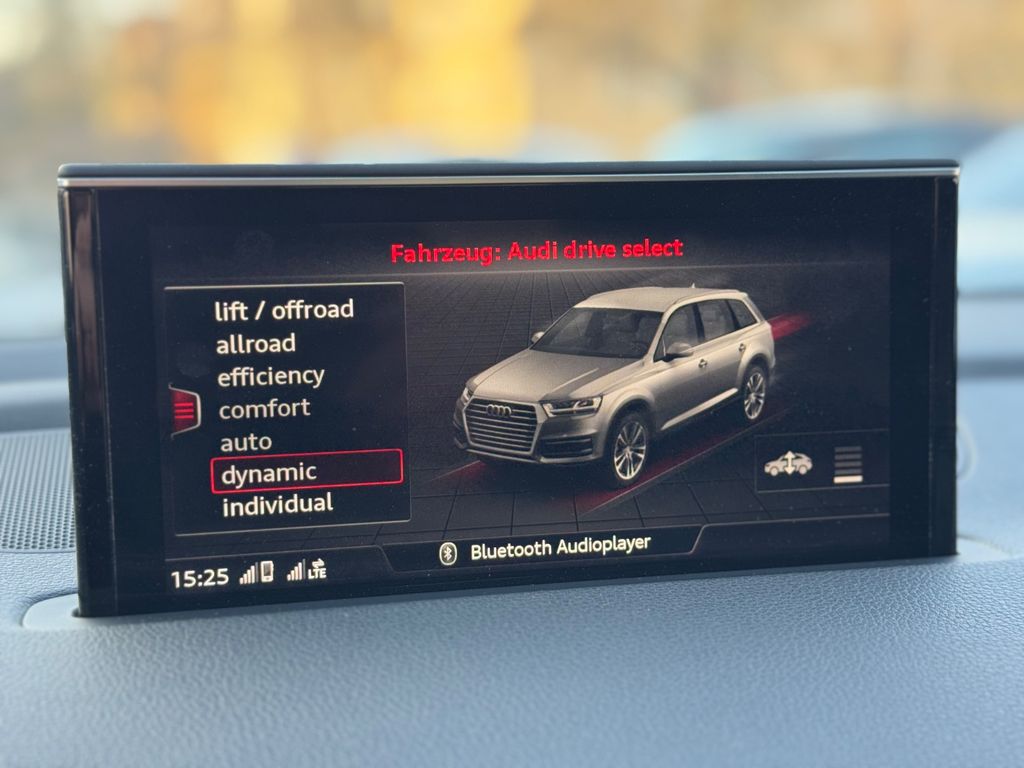 Fahrzeug: Audi drive select
lift / offroad
allroad
efficiency
comfort
auto
dynamic
individual
Bluetooth Audioplayer
15:25 LTE